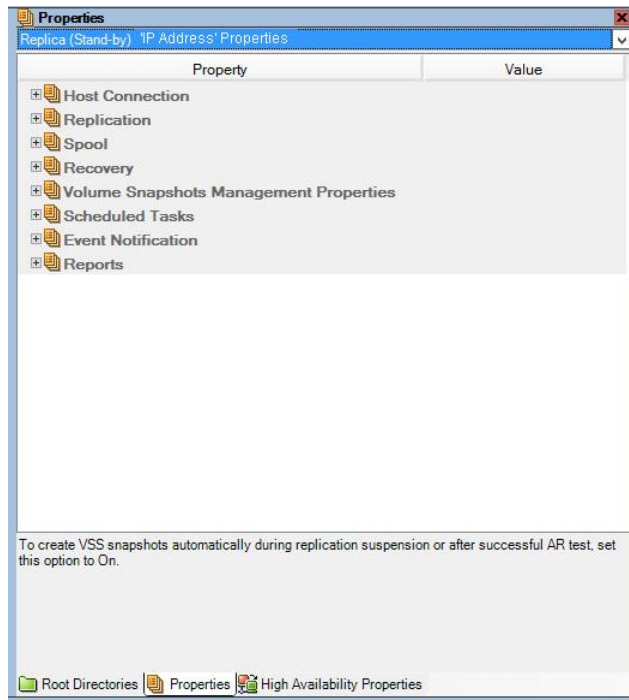 Properties
Replica (Stand-by) 'IP Address' Properties
Property Value
Host Connection
Replication
Spool
Recovery
Volume Snapshots Management Properties
Scheduled Tasks
Event Notification
Reports
To create VSS snapshots automatically during replication suspension or after successful AR test, set
this option to On.
Root Directories Properties High Availability Properties